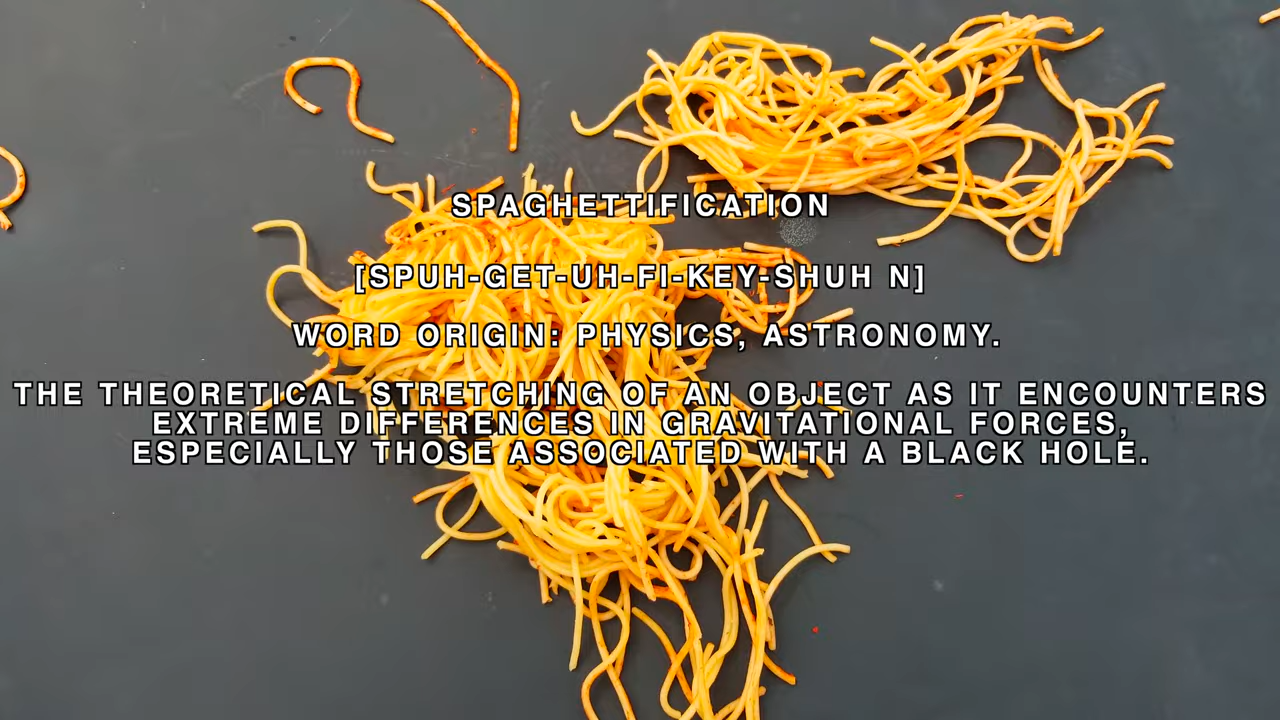 SPAGHETTIFICATION
[SPUH-GET-UH-FI-KEY-SHUH N]
WORD ORIGIN: PHYSICS, ASTRONOMY.
THE THEORETICAL STRETCHING OF AN OBJECT AS IT ENCOUNTERS
EXTREME DIFFERENCES IN GRAVITATIONAL FORCES,
ESPECIALLY THOSE ASSOCIATED WITH A BLACK HOLE.